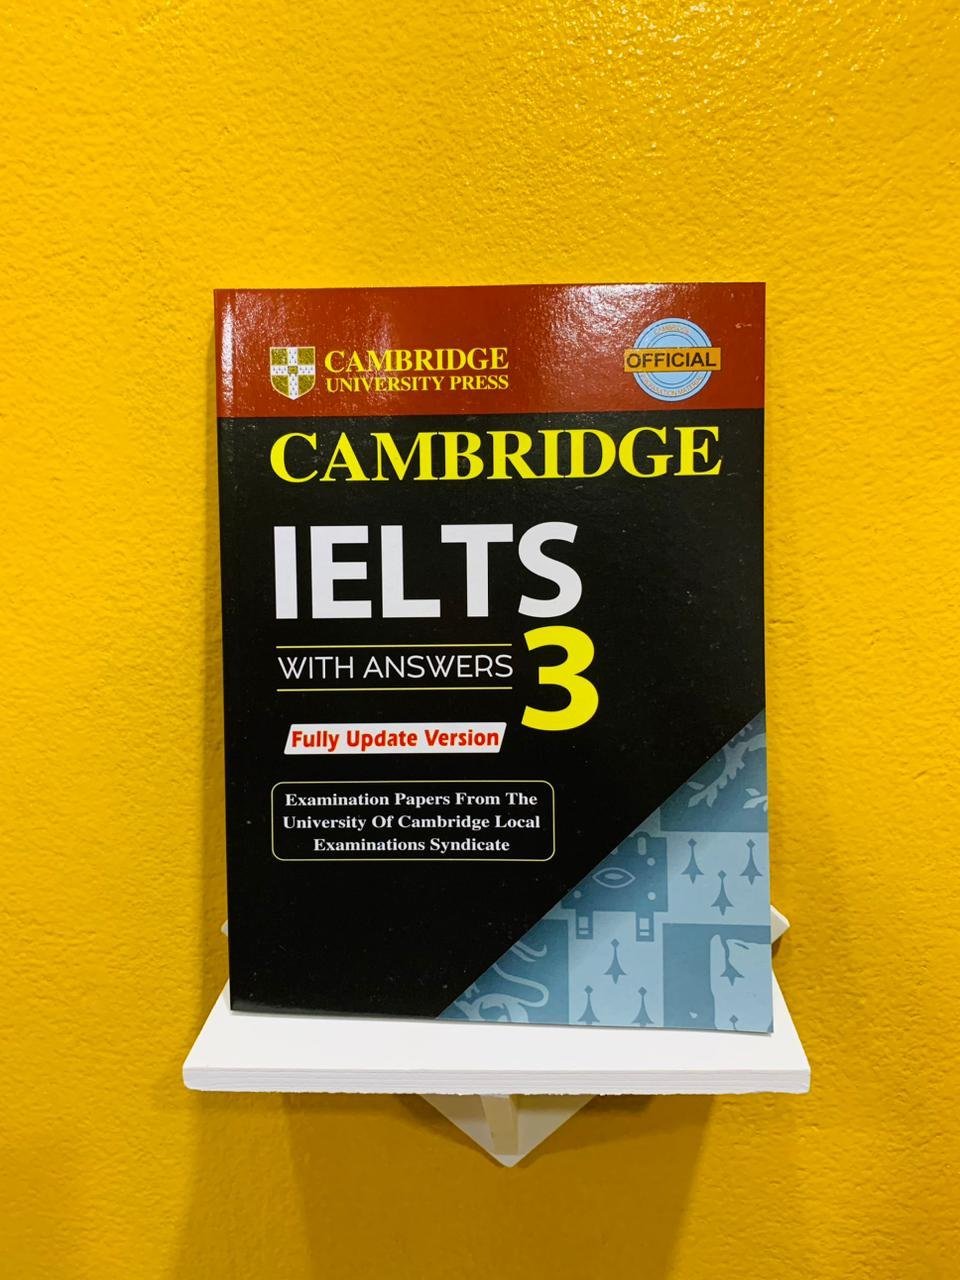 CAMBRIDGE
UNIVERSITY PRESS
OFFICIAL
CAMBRIDGE
IELTS
WITH ANSWERS
3
Fully Update Version
Examination Papers From The
University Of Cambridge Local
Examinations Syndicate